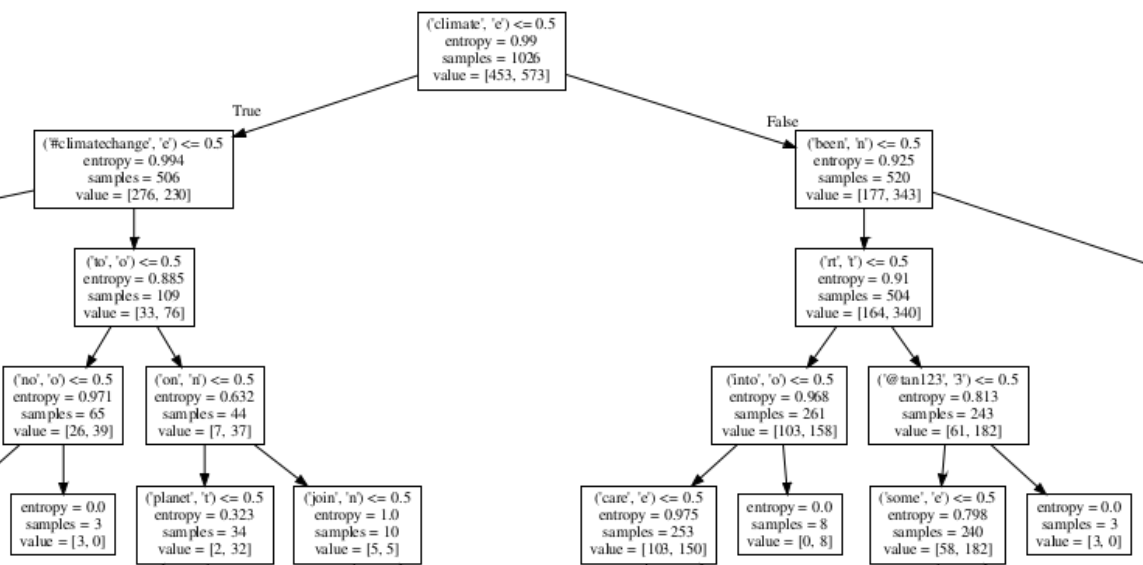 ('climate', 'e') <= 0.5
entropy = 0.99
samples = 1026
value = [453, 573]
True
False
('#climatechange', 'e') <= 0.5
entropy = 0.994
samples = 506
value = [276, 230]
('been', 'n') <= 0.5
entropy = 0.925
samples = 520
value = [177, 343]
('to', 'o') <= 0.5
entropy = 0.885
samples = 109
value = [33, 76]
('rt', 't') <= 0.5
entropy = 0.91
samples = 504
value = [164, 340]
('no', 'o') <= 0.5
entropy = 0.971
samples = 65
value = [26, 39]
('on', 'n') <= 0.5
entropy = 0.632
samples = 44
value = [7, 37]
('into', 'o') <= 0.5
entropy = 0.968
samples = 261
value = [103, 158]
('@tan123', '3') <= 0.5
entropy = 0.813
samples = 243
value = [61, 182]
entropy = 0.0
samples = 3
value = [3, 0]
('planet', 't') <= 0.5
entropy = 0.323
samples = 34
value = [2, 32]
('join', 'n') <= 0.5
entropy = 1.0
samples = 10
value = [5, 5]
('care', 'e') <= 0.5
entropy = 0.975
samples = 253
value = [103, 150]
entropy = 0.0
samples = 8
value = [0, 8]
('some', 'e') <= 0.5
entropy = 0.798
samples = 240
value = [58, 182]
entropy = 0.0
samples = 3
value = [3, 0]